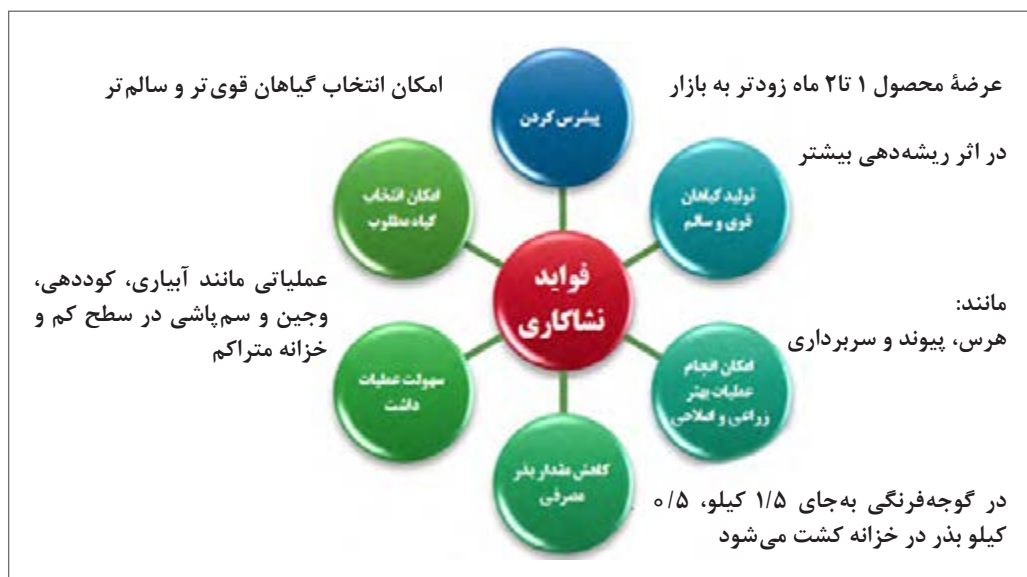 عرضهٔ محصول ۱ تا۲ ماه زودتر به بازار
امکان انتخاب گیاهان قوی‌تر و سالم‌تر
پیشرس کردن
در اثر ریشه‌دهی بیشتر
تولید گیاهان
قوی و سالم
امکان انتخاب
گیاه مطلوب
فواید
نشاکاری
عملیاتی مانند آبیاری، کوددهی،
وجین و سم‌پاشی در سطح کم و
خزانه متراکم
مانند:
هرس، پیوند و سربرداری
امکان انجام
عملیات بهتر
زراعی و اصلاحی
سهولت عملیات
داشت
کاهش مقدار بذر
مصرفی
در گوجه‌فرنگی به‌جای ۱/۵ کیلو، ۰/۵
کیلو بذر در خزانه کشت می‌شود